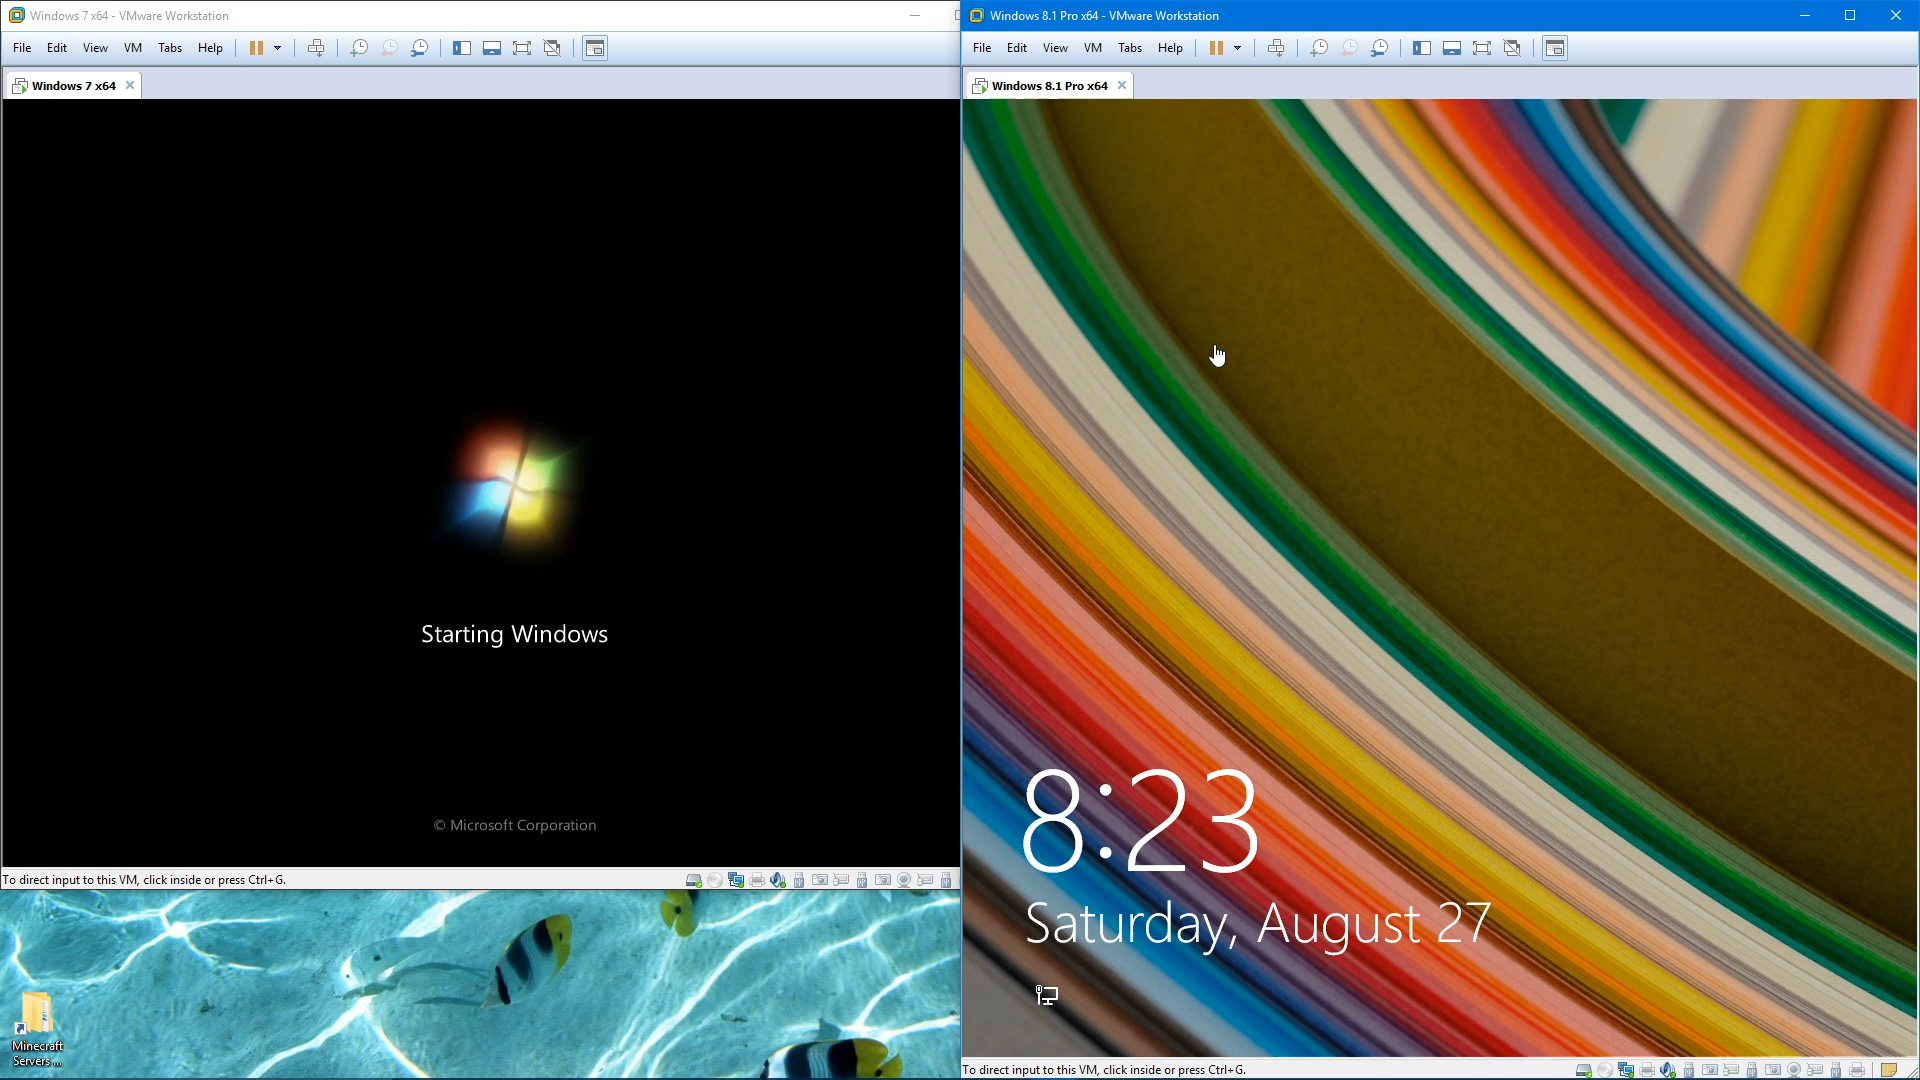 Windows 7 x64 - VMware Workstation
File Edit View VM Tabs Help
Windows 7 x64
Starting Windows
© Microsoft Corporation
To direct input to this VM, click inside or press Ctrl+G.
Minecraft
Servers ...
Windows 8.1 Pro x64 - VMware Workstation
File Edit View VM Tabs Help
Windows 8.1 Pro x64
8:23
Saturday, August 27
To direct input to this VM, click inside or press Ctrl+G.